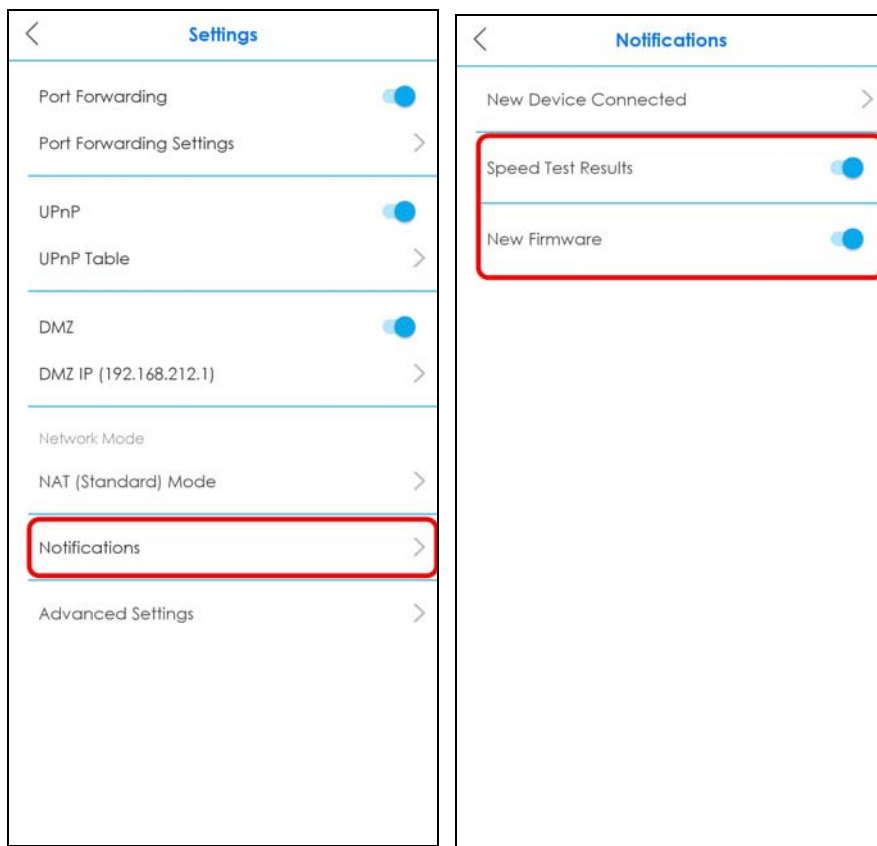 Settings
Port Forwarding
Port Forwarding Settings
UPnP
UPnP Table
DMZ
DMZ IP (192.168.212.1)
Network Mode
NAT (Standard) Mode
Notifications
Advanced Settings
Notifications
New Device Connected
Speed Test Results
New Firmware